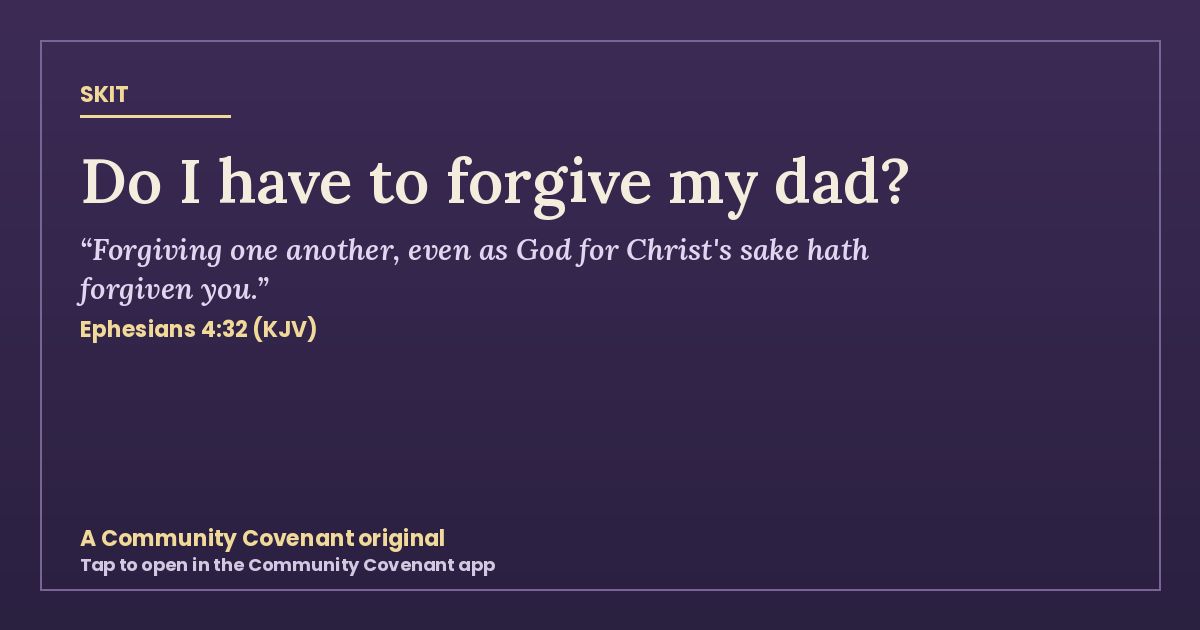 SKIT
Do I have to forgive my dad?
“Forgiving one another, even as God for Christ's sake hath
forgiven you.”
Ephesians 4:32 (KJV)
A Community Covenant original
Tap to open in the Community Covenant app